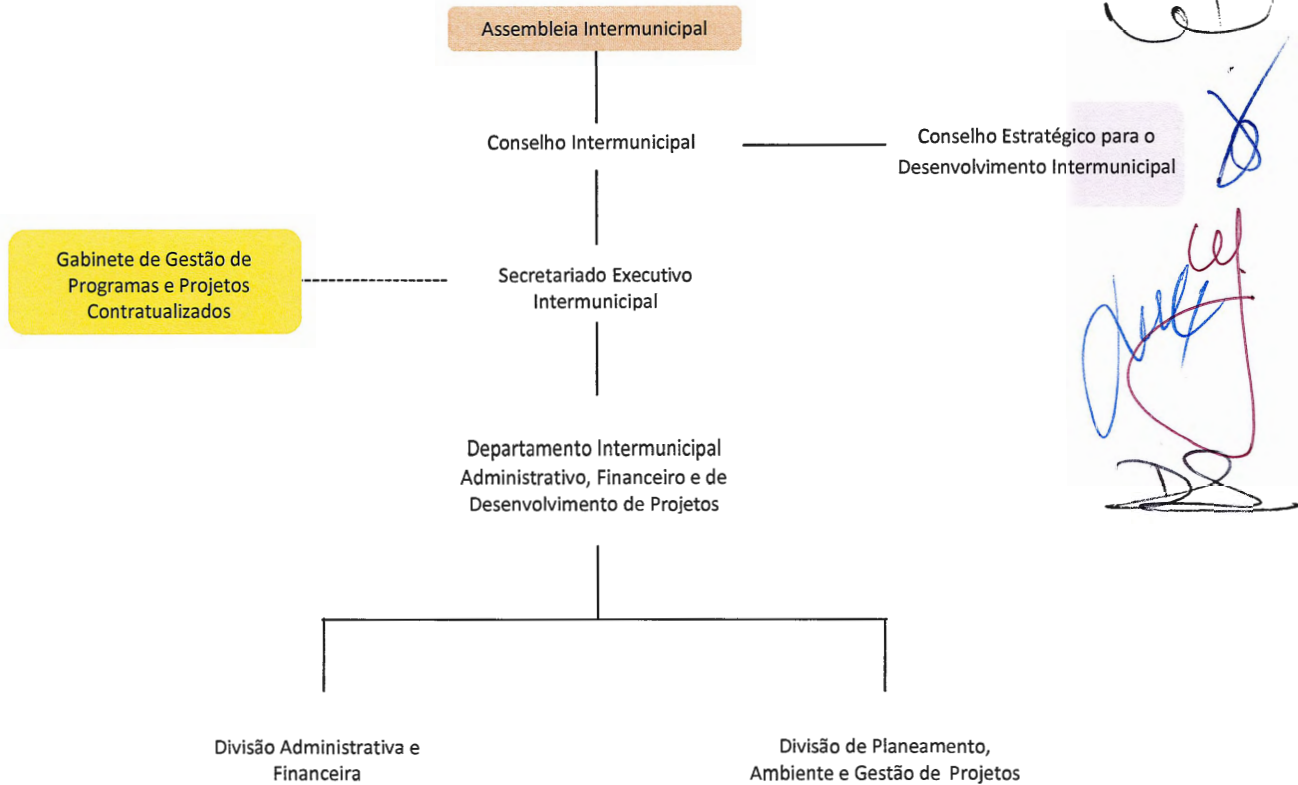 Assembleia Intermunicipal
Conselho Intermunicipal
Conselho Estratégico para o
Desenvolvimento Intermunicipal
Gabinete de Gestão de
Programas e Projetos
Contratualizados
Secretariado Executivo
Intermunicipal
Departamento Intermunicipal
Administrativo, Financeiro e de
Desenvolvimento de Projetos
Divisão Administrativa e
Financeira
Divisão de Planeamento,
Ambiente e Gestão de Projetos